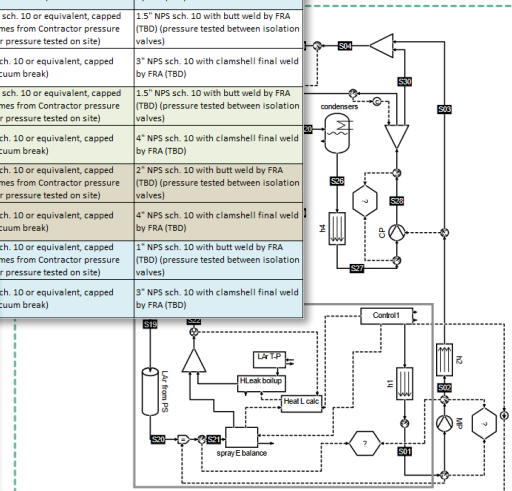 sch. 10 or equivalent, capped
mes from Contractor pressure
r pressure tested on site)
1.5" NPS sch. 10 with butt weld by FRA
(TBD) (pressure tested between isolation
valves)
ch. 10 or equivalent, capped
cuum break)
3" NPS sch. 10 with clamshell final weld
by FRA (TBD)
sch. 10 or equivalent, capped
mes from Contractor pressure
r pressure tested on site)
1.5" NPS sch. 10 with butt weld by FRA
(TBD) (pressure tested between isolation
valves)
ch. 10 or equivalent, capped
cuum break)
4" NPS sch. 10 with clamshell final weld
by FRA (TBD)
ch. 10 or equivalent, capped
mes from Contractor pressure
r pressure tested on site)
2" NPS sch. 10 with butt weld by FRA
(TBD) (pressure tested between isolation
valves)
ch. 10 or equivalent, capped
cuum break)
4" NPS sch. 10 with clamshell final weld
by FRA (TBD)
ch. 10 or equivalent, capped
mes from Contractor pressure
r pressure tested on site)
1" NPS sch. 10 with butt weld by FRA
(TBD) (pressure tested between isolation
valves)
ch. 10 or equivalent, capped
cuum break)
3" NPS sch. 10 with clamshell final weld
by FRA (TBD)
S04
S30
S03
condensers
S26
?
S28
h4
CP
S27
Control1
S19
LAr T-P
HLeak boilup
Heat L calc
LAr from PS
h1
h2
S02
MP
?
S20
S21
?
spray E balance
S01